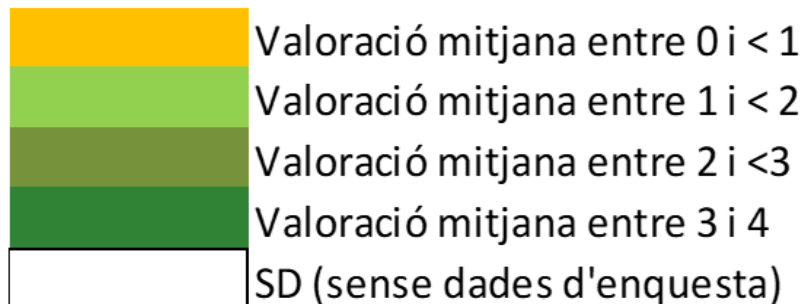 Valoració mitjana entre 0 i < 1
Valoració mitjana entre 1 i < 2
Valoració mitjana entre 2 i <3
Valoració mitjana entre 3 i 4
SD (sense dades d'enquesta)